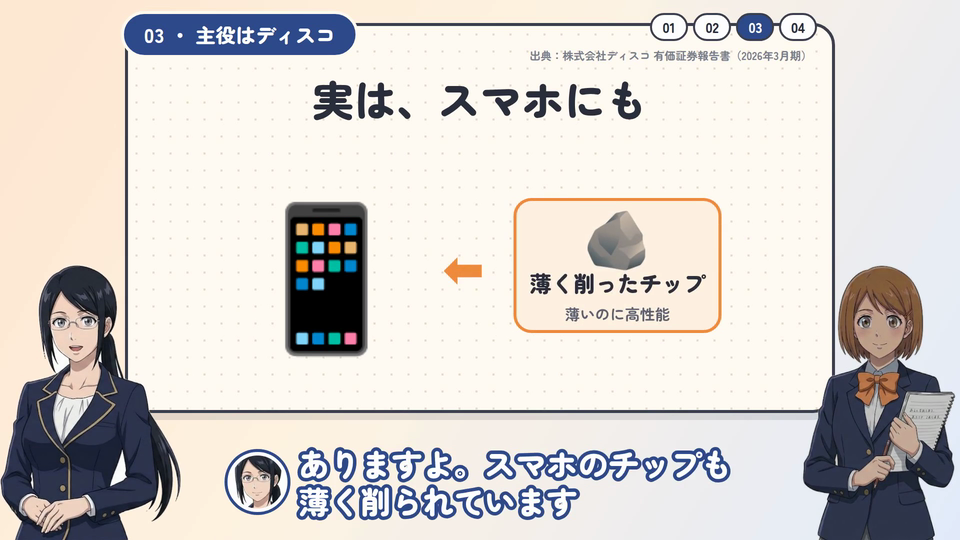 03 ・ 主役はディスコ
01 02 03 04
出典：株式会社ディスコ 有価証券報告書（2026年3月期）
実は、スマホにも
薄く削ったチップ
薄いのに高性能
ありますよ。スマホのチップも
薄く削られています